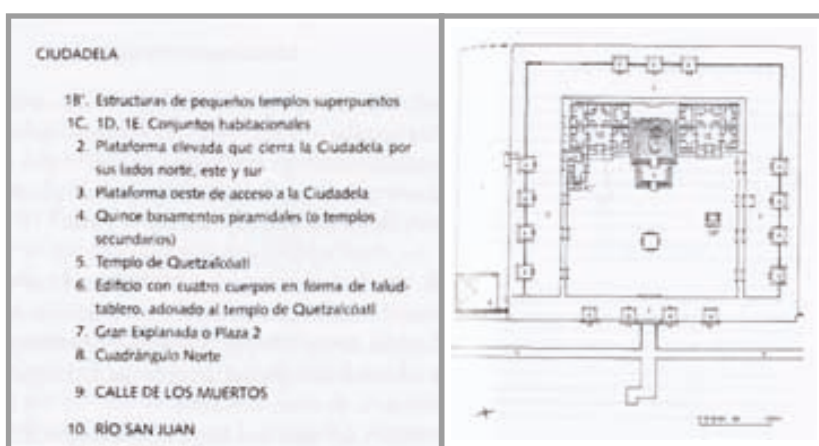 CIUDADELA
1B'. Estructuras de pequeños templos superpuestos
1C. 1D, 1E. Conjuntos habitacionales
2. Plataforma elevada que cierra la Ciudadela por
sus lados norte, este y sur
3. Plataforma oeste de acceso a la Ciudadela
4. Quince basamentos piramidales (o templos
secundarios)
5. Templo de Quetzalcóatl
6. Edificio con cuatro cuerpos en forma de talud-
tablero, adosado al templo de Quetzalcóatl
7. Gran Explanada o Plaza 2
8. Cuadrángulo Norte
9. CALLE DE LOS MUERTOS
10. RÍO SAN JUAN